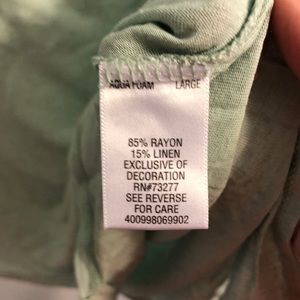 AQUA FOAM LARGE
85% RAYON
15% LINEN
EXCLUSIVE OF
DECORATION
RN#73277
SEE REVERSE
FOR CARE
400998069902